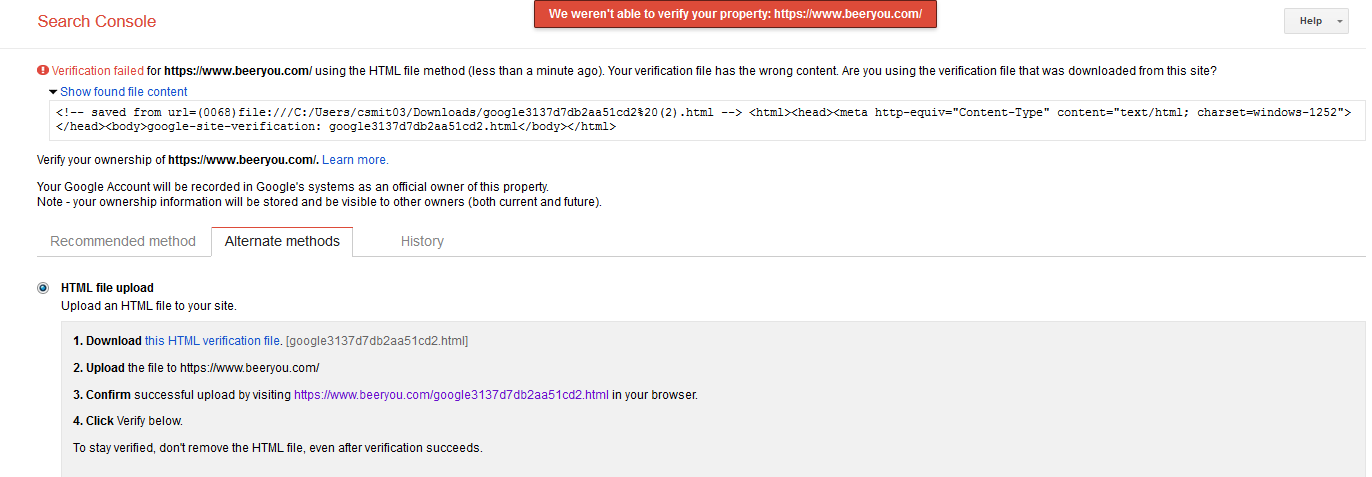 Search Console
We weren't able to verify your property: https://www.beeryou.com/
Help
Verification failed for https://www.beeryou.com/ using the HTML file method (less than a minute ago). Your verification file has the wrong content. Are you using the verification file that was downloaded from this site?
Show found file content
<!-- saved from url=(0068)file:///C:/Users/csmit03/Downloads/google3137d7db2aa51cd2%20(2).html --> <html><head><meta http-equiv="Content-Type" content="text/html; charset=windows-1252">
</head><body>google-site-verification: google3137d7db2aa51cd2.html</body></html>
Verify your ownership of https://www.beeryou.com/. Learn more.
Your Google Account will be recorded in Google's systems as an official owner of this property.
Note - your ownership information will be stored and be visible to other owners (both current and future).
Recommended method
Alternate methods
History
HTML file upload
Upload an HTML file to your site.
1. Download this HTML verification file. [google3137d7db2aa51cd2.html]
2. Upload the file to https://www.beeryou.com/
3. Confirm successful upload by visiting https://www.beeryou.com/google3137d7db2aa51cd2.html in your browser.
4. Click Verify below.
To stay verified, don't remove the HTML file, even after verification succeeds.